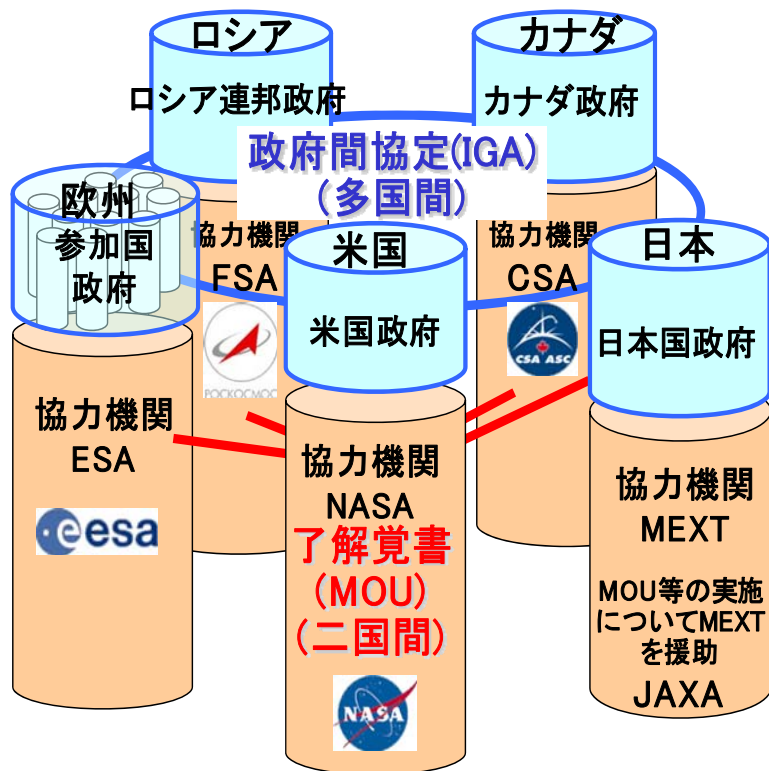 ロシア
ロシア連邦政府
カナダ
カナダ政府
政府間協定(IGA)
(多国間)
欧州
参加国
政府
協力機関
FSA
РОСКОСМОС
米国
米国政府
協力機関
CSA
CSA ASC
日本
日本国政府
協力機関
ESA
esa
協力機関
NASA
了解覚書
(MOU)
(二国間)
NASA
協力機関
MEXT
MOU等の実施
についてMEXT
を援助
JAXA